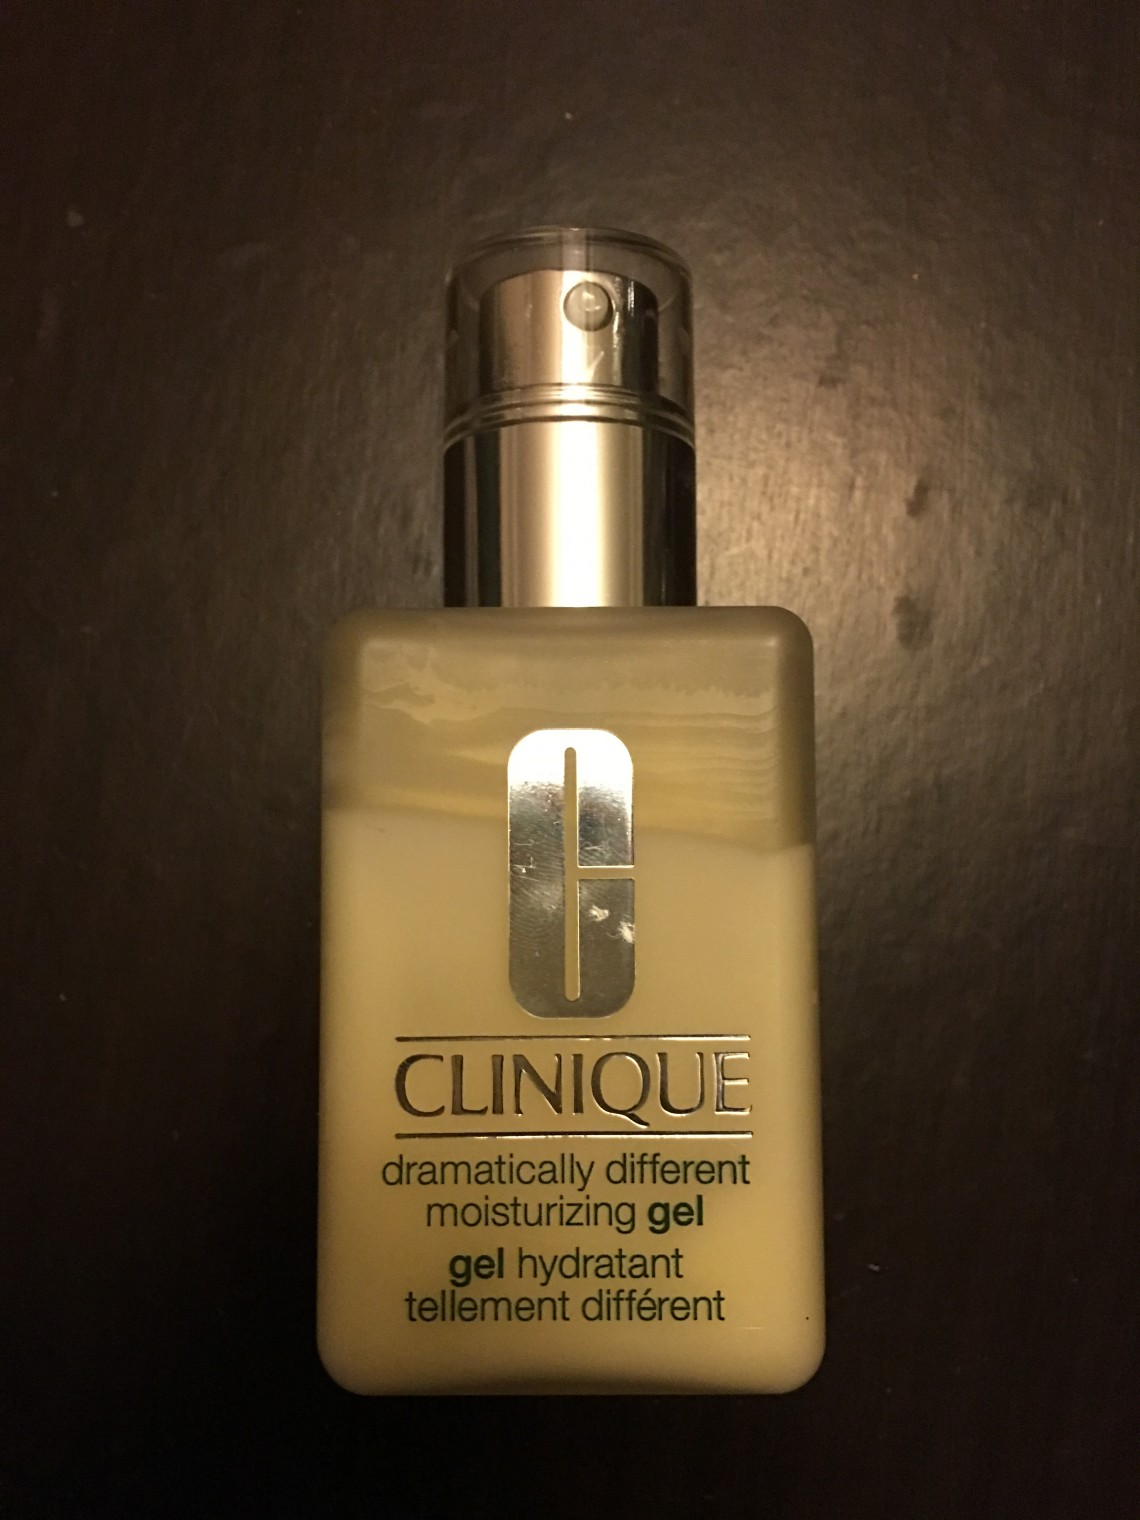 CLINIQUE
dramatically different
moisturizing gel
gel hydratant
tellement différent